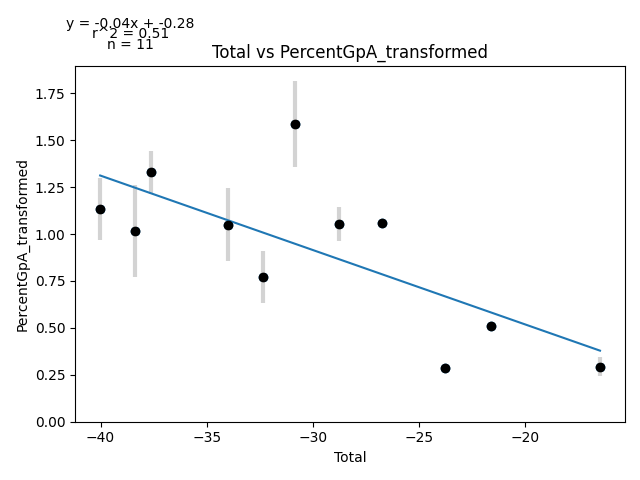 y = -0.04x + -0.28
r^2 = 0.51
n = 11
Total vs PercentGpA_transformed
1.75
1.50
1.25
1.00
0.75
0.50
0.25
0.00
PercentGpA_transformed
−40
−35
−30
−25
−20
Total